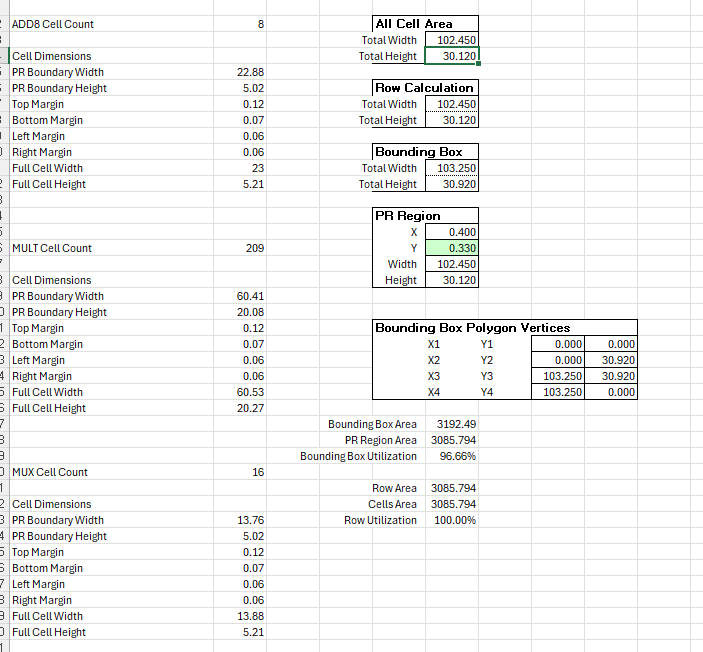 ADD8 Cell Count 8 All Cell Area
Total Width 102.450
Cell Dimensions Total Height 30.120
PR Boundary Width 22.88
PR Boundary Height 5.02 Row Calculation
Top Margin 0.12 Total Width 102.450
Bottom Margin 0.07 Total Height 30.120
Left Margin 0.06
Right Margin 0.06 Bounding Box
Full Cell Width 23 Total Width 103.250
Full Cell Height 5.21 Total Height 30.920
PR Region
X 0.400
MULT Cell Count 209 Y 0.330
Width 102.450
Cell Dimensions Height 30.120
PR Boundary Width 60.41
PR Boundary Height 20.08
Top Margin 0.12 Bounding Box Polygon Vertices
Bottom Margin 0.07 X1 Y1 0.000 0.000
Left Margin 0.06 X2 Y2 0.000 30.920
Right Margin 0.06 X3 Y3 103.250 30.920
Full Cell Width 60.53 X4 Y4 103.250 0.000
Full Cell Height 20.27
Bounding Box Area 3192.49
PR Region Area 3085.794
Bounding Box Utilization 96.66%
MUX Cell Count 16
Row Area 3085.794
Cell Dimensions Cells Area 3085.794
PR Boundary Width 13.76 Row Utilization 100.00%
PR Boundary Height 5.02
Top Margin 0.12
Bottom Margin 0.07
Left Margin 0.06
Right Margin 0.06
Full Cell Width 13.88
Full Cell Height 5.21